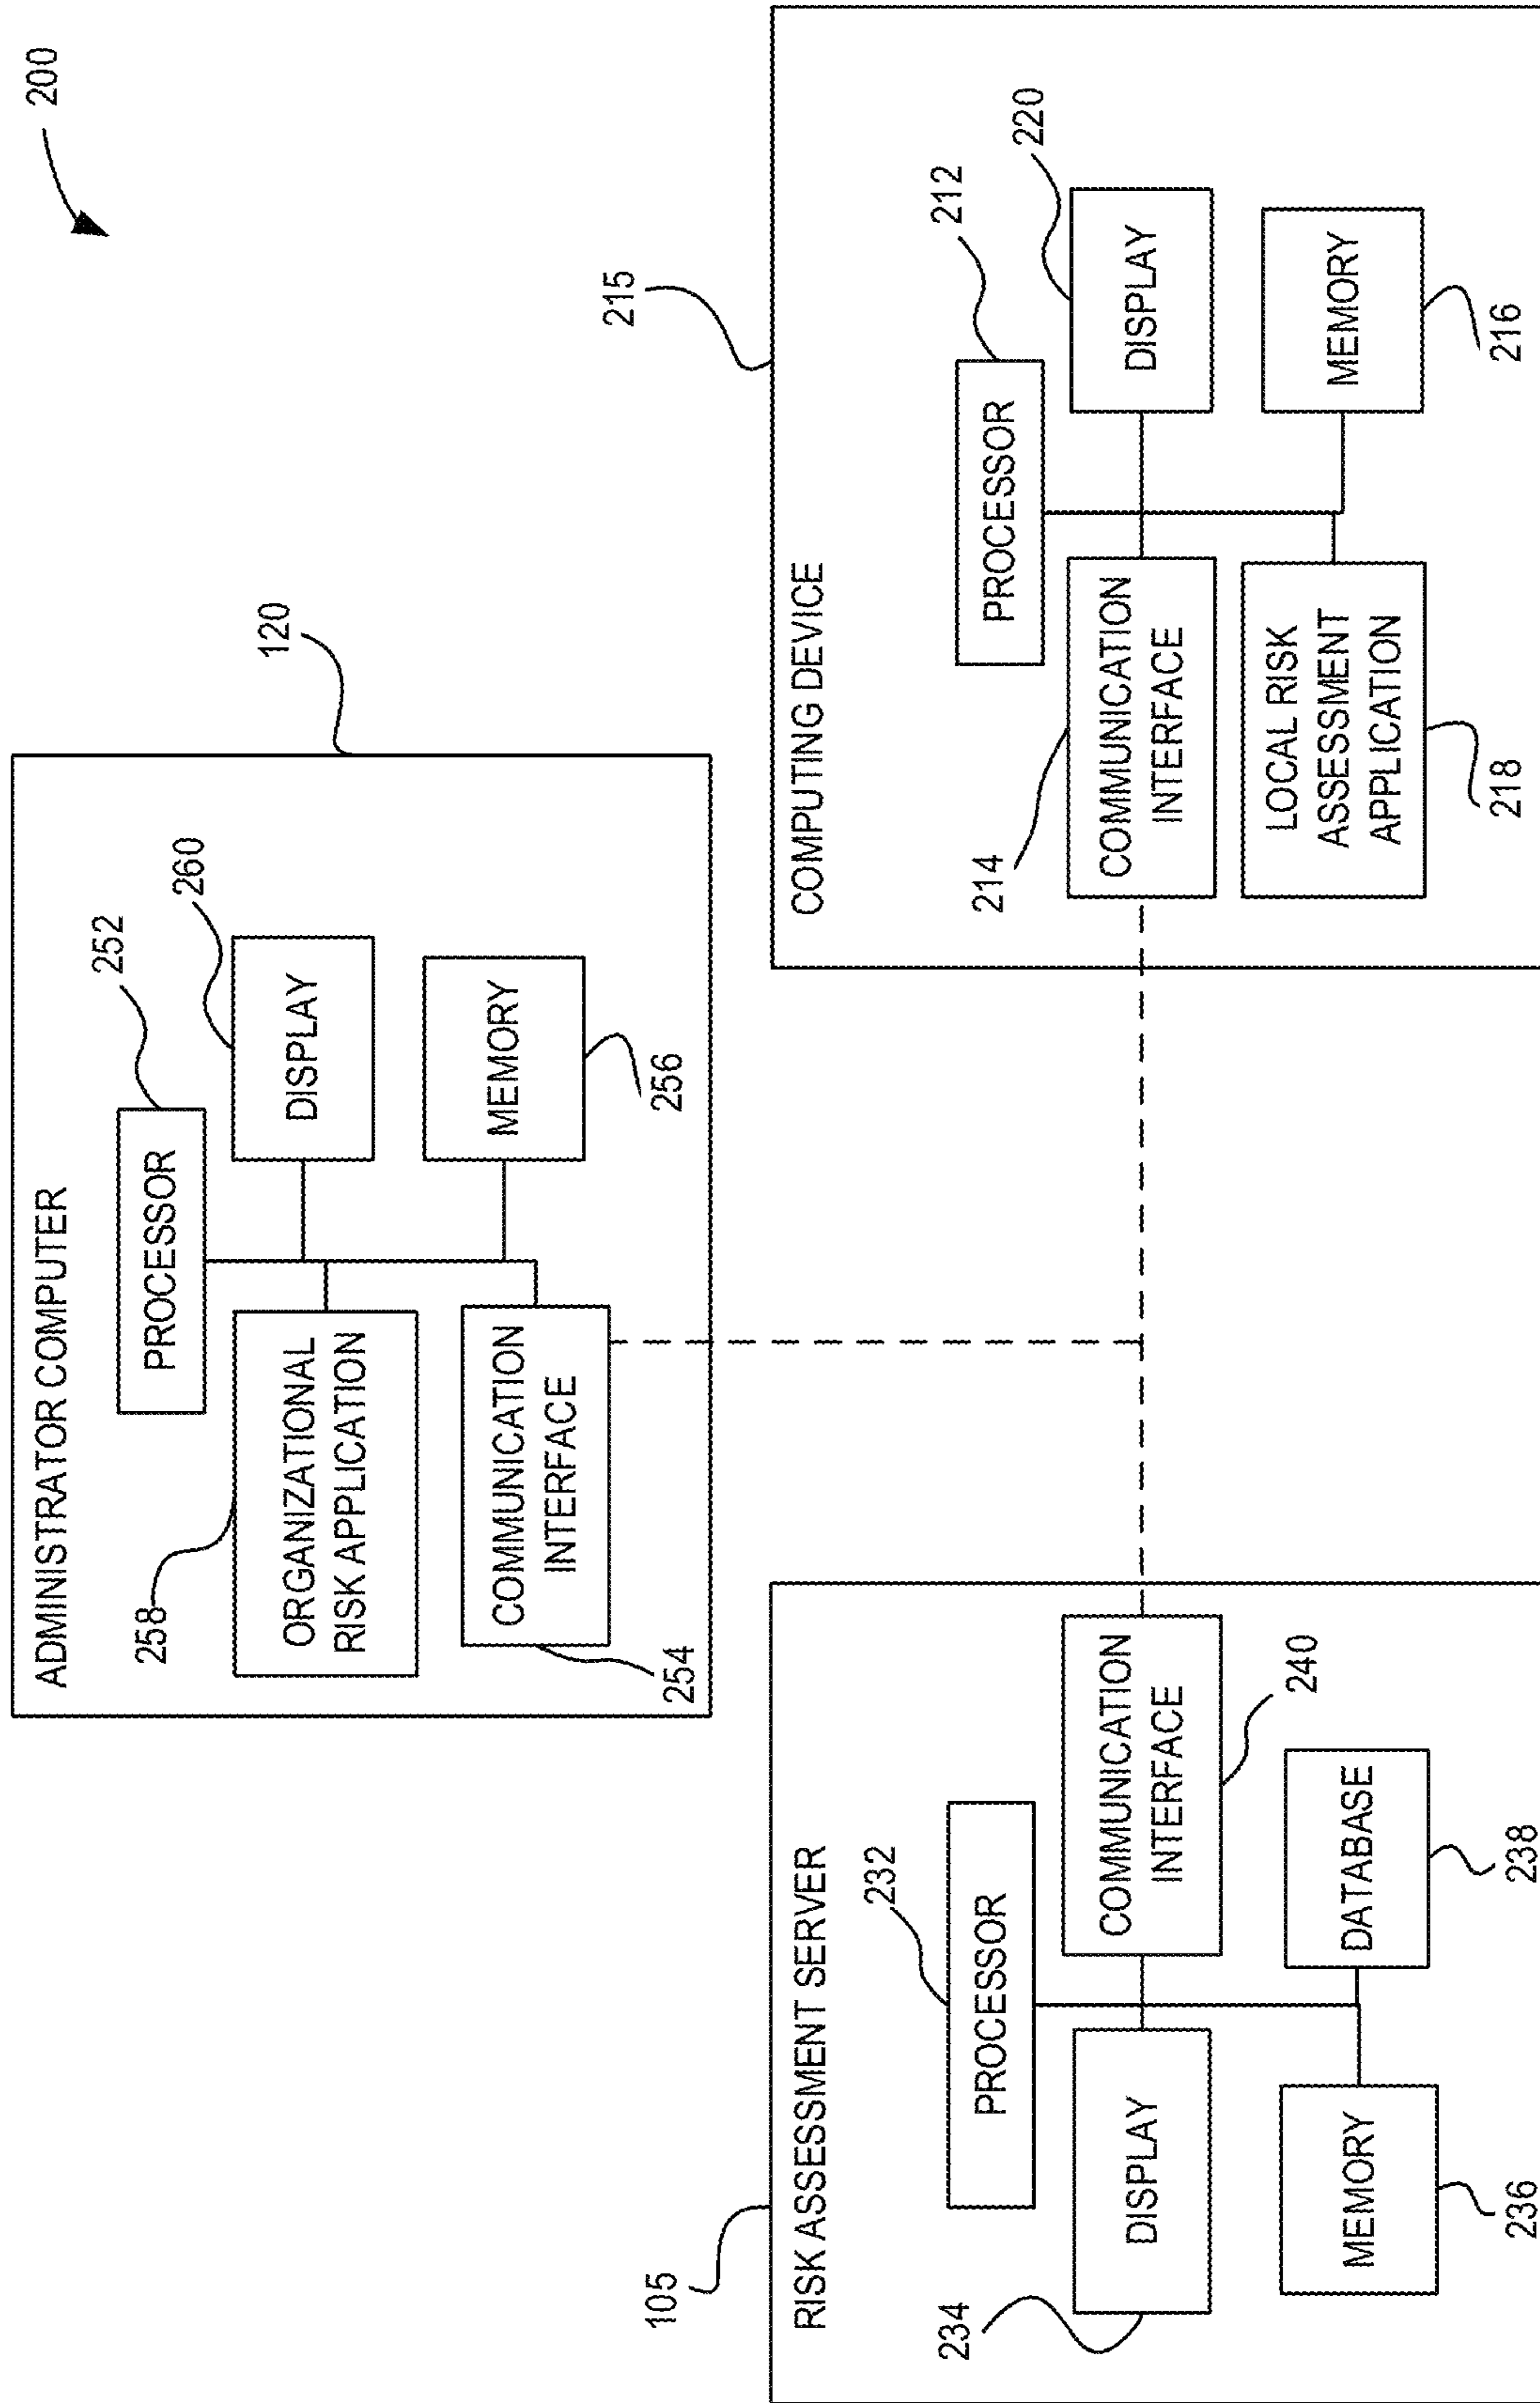 200
ADMINISTRATOR COMPUTER
120
PROCESSOR
252
ORGANIZATIONAL
RISK APPLICATION
258
DISPLAY
260
COMMUNICATION
INTERFACE
254
MEMORY
256
RISK ASSESSMENT SERVER
105
PROCESSOR
232
DISPLAY
234
COMMUNICATION
INTERFACE
240
MEMORY
236
DATABASE
238
COMPUTING DEVICE
215
PROCESSOR
212
COMMUNICATION
INTERFACE
214
DISPLAY
220
LOCAL RISK
ASSESSMENT
APPLICATION
218
MEMORY
216